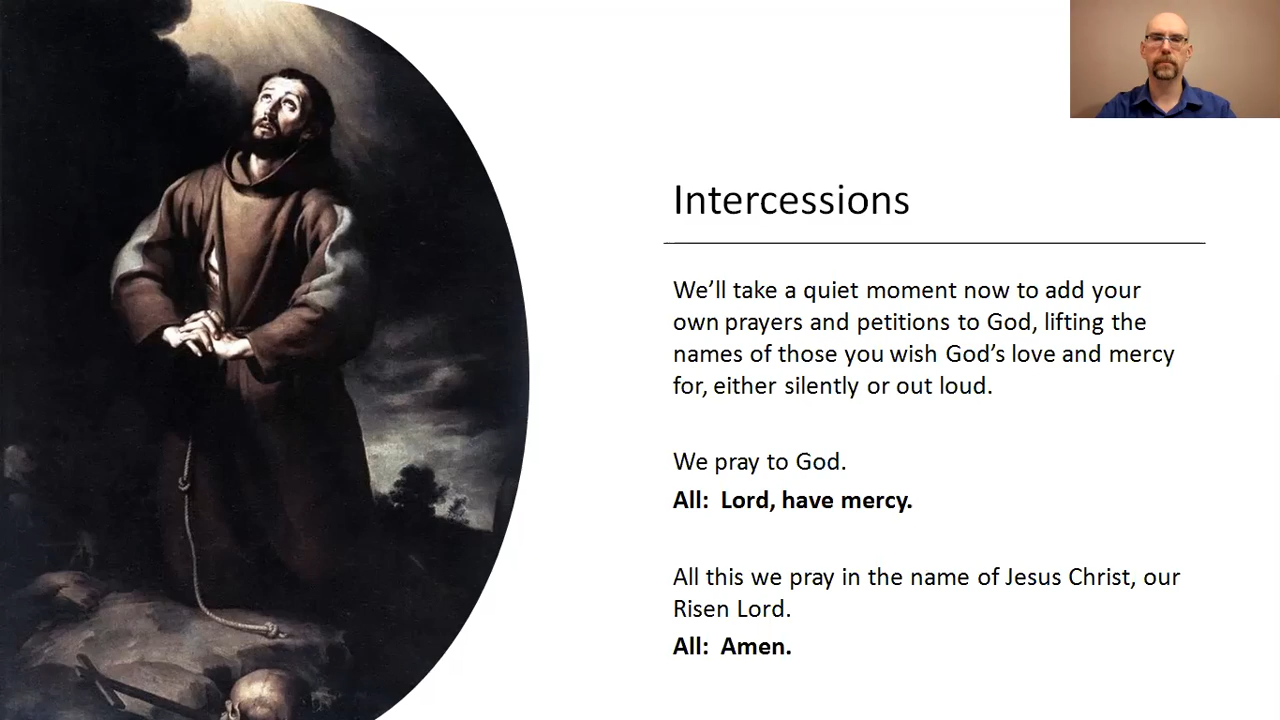 Intercessions
We’ll take a quiet moment now to add your
own prayers and petitions to God, lifting the
names of those you wish God’s love and mercy
for, either silently or out loud.
We pray to God.
All:  Lord, have mercy.
All this we pray in the name of Jesus Christ, our
Risen Lord.
All:  Amen.